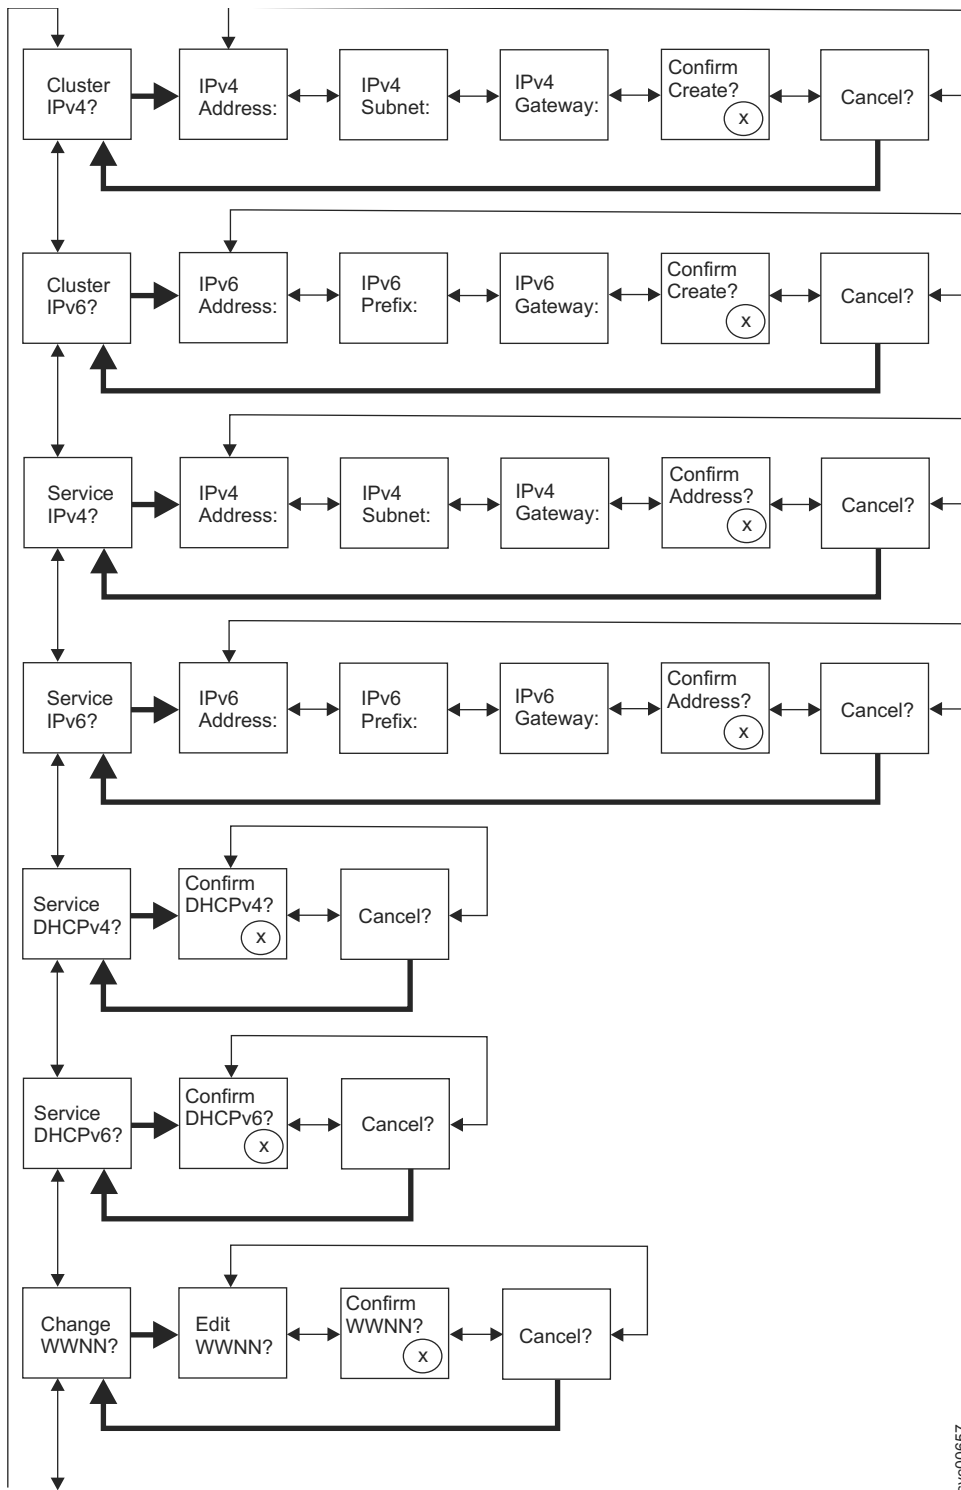 Cluster
IPv4?
IPv4
Address:
IPv4
Subnet:
IPv4
Gateway:
Confirm
Create?
x
Cancel?
Cluster
IPv6?
IPv6
Address:
IPv6
Prefix:
IPv6
Gateway:
Confirm
Create?
x
Cancel?
Service
IPv4?
IPv4
Address:
IPv4
Subnet:
IPv4
Gateway:
Confirm
Address?
x
Cancel?
Service
IPv6?
IPv6
Address:
IPv6
Prefix:
IPv6
Gateway:
Confirm
Address?
x
Cancel?
Service
DHCPv4?
Confirm
DHCPv4?
x
Cancel?
Service
DHCPv6?
Confirm
DHCPv6?
x
Cancel?
Change
WWNN?
Edit
WWNN?
Confirm
WWNN?
x
Cancel?